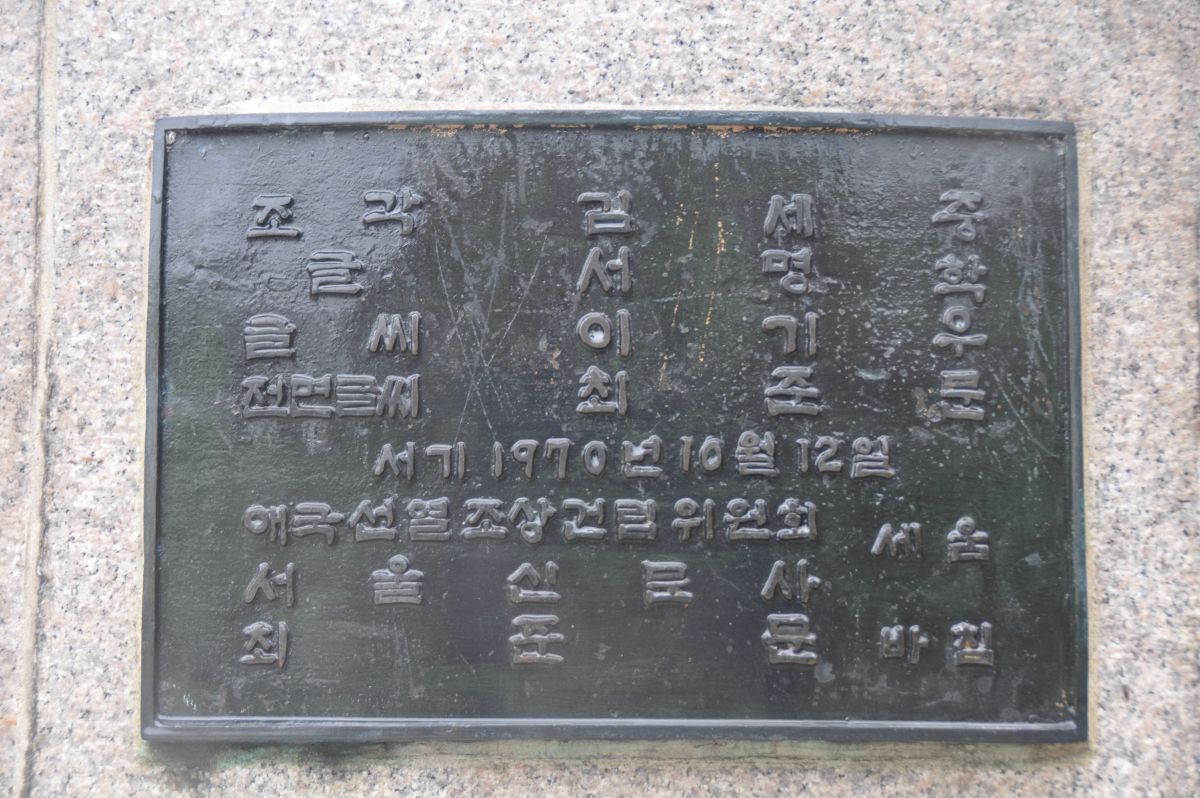 조 각 김 세 중
글 서 명 학
글 씨 이 기 우
전면글씨 최 준 문
서기 1970년 10월 12일
애국선열조상건립위원회 세움
서 울 신 문 사
최 준 문 바침